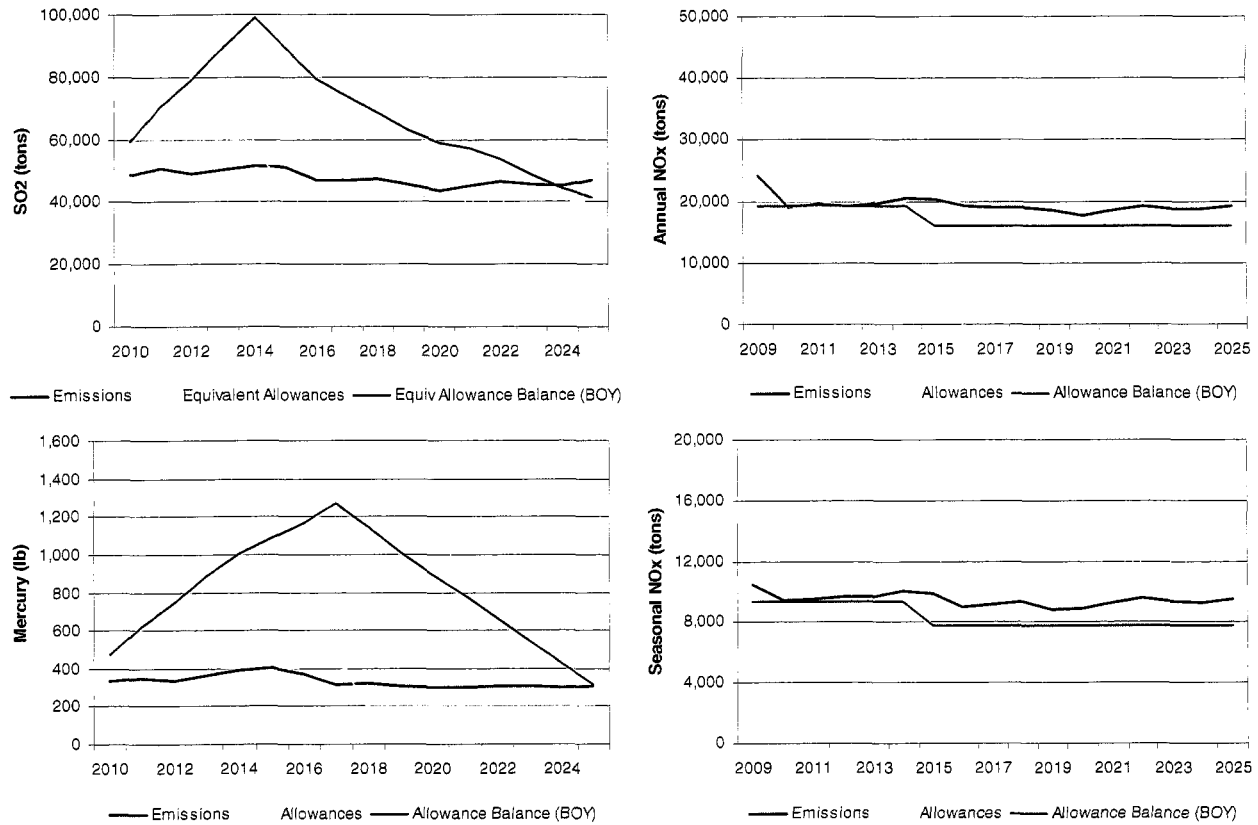 SO2 (tons)
100,000
80,000
60,000
40,000
20,000
0
2010 2012 2014 2016 2018 2020 2022 2024
Emissions Equivalent Allowances Equiv Allowance Balance (BOY)
Annual NOx (tons)
50,000
40,000
30,000
20,000
10,000
0
2009 2011 2013 2015 2017 2019 2021 2023 2025
Emissions Allowances Allowance Balance (BOY)
Mercury (lb)
1,600
1,400
1,200
1,000
800
600
400
200
0
2010 2012 2014 2016 2018 2020 2022 2024
Emissions Allowances Allowance Balance (BOY)
Seasonal NOx (tons)
20,000
16,000
12,000
8,000
4,000
0
2009 2011 2013 2015 2017 2019 2021 2023 2025
Emissions Allowances Allowance Balance (BOY)